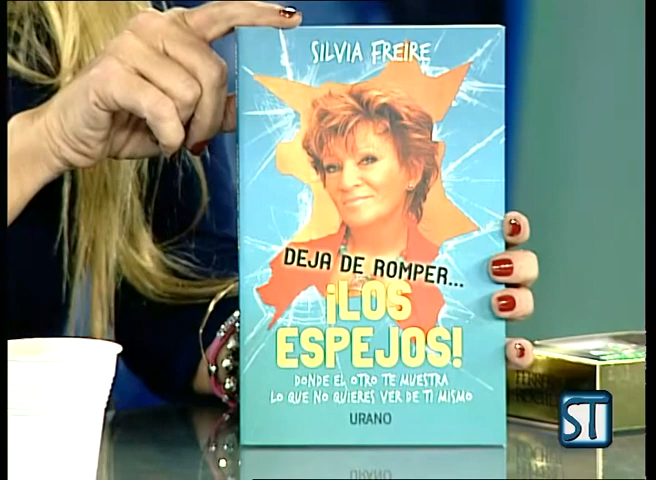 SILVIA FREIRE
DEJA DE ROMPER...
¡LOS
ESPEJOS!
DONDE EL OTRO TE MUESTRA
LO QUE NO QUIERES VER DE TI MISMO
URANO
ST